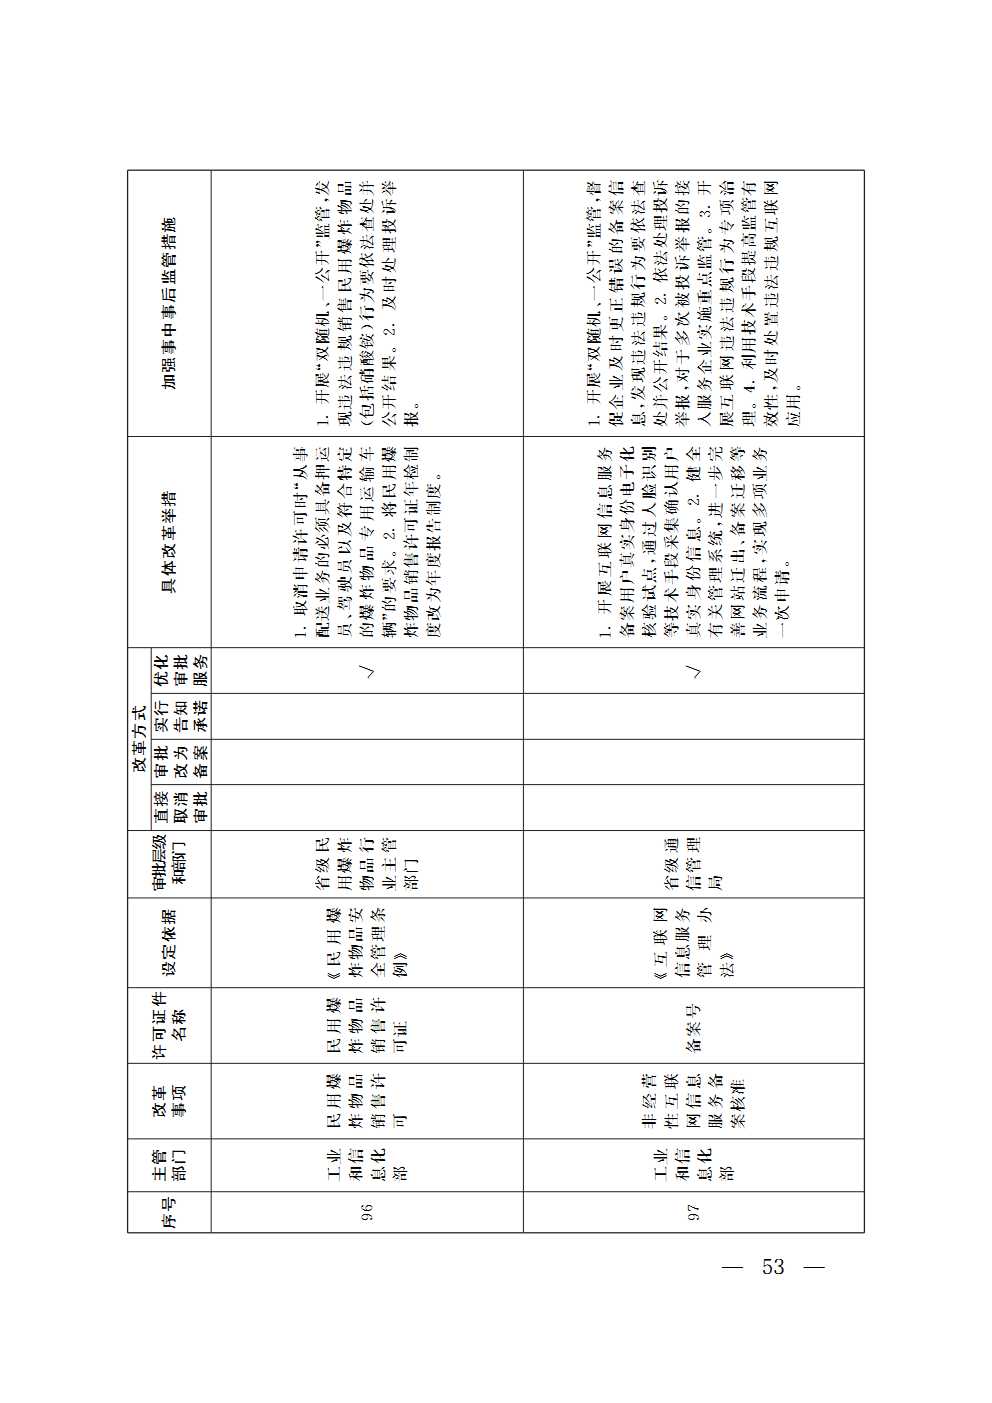 序号
主管
部门
改革
事项
许可证件
名称
设定依据
审批层级
和部门
改革方式
直接
取消
审批
审批
改为
备案
实行
告知
承诺
优化
审批
服务
具体改革举措
加强事中事后监管措施
96
工业
和信
息化
部
民用爆
炸物品
销售许
可
民用爆
炸物品
销售许
可证
《民用爆
炸物品安
全管理条
例》
省级民
用爆炸
物品行
业主管
部门
√
1. 取消申请许可时“从事
配送业务的必须具备押运
员、驾驶员以及符合特定
的爆炸物品专用运输车
辆”的要求。2. 将民用爆
炸物品销售许可证年检制
度改为年度报告制度。
1. 开展“双随机、一公开”监管,发
现违法违规销售民用爆炸物品
(包括硝酸铵)行为要依法查处并
公开结果。2. 及时处理投诉举
报。
97
工业
和信
息化
部
非经营
性互联
网信息
服务备
案核准
备案号
《互联网
信息服务
管理办
法》
省级通
信管理
局
√
1. 开展互联网信息服务
备案用户真实身份电子化
核验试点,通过人脸识别
等技术手段采集确认用户
真实身份信息。2. 健全
有关管理系统,进一步完
善网站迁出、备案迁移等
业务流程,实现多项业务
一次申请。
1. 开展“双随机、一公开”监管,督
促企业及时更正错误的备案信
息,发现违法违规行为要依法查
处并公开结果。2. 依法处理投诉
举报,对于多次被投诉举报的接
入服务企业实施重点监管。3. 开
展互联网违法违规行为专项治
理。4. 利用技术手段提高监管有
效性,及时处置违法违规互联网
应用。
— 53 —